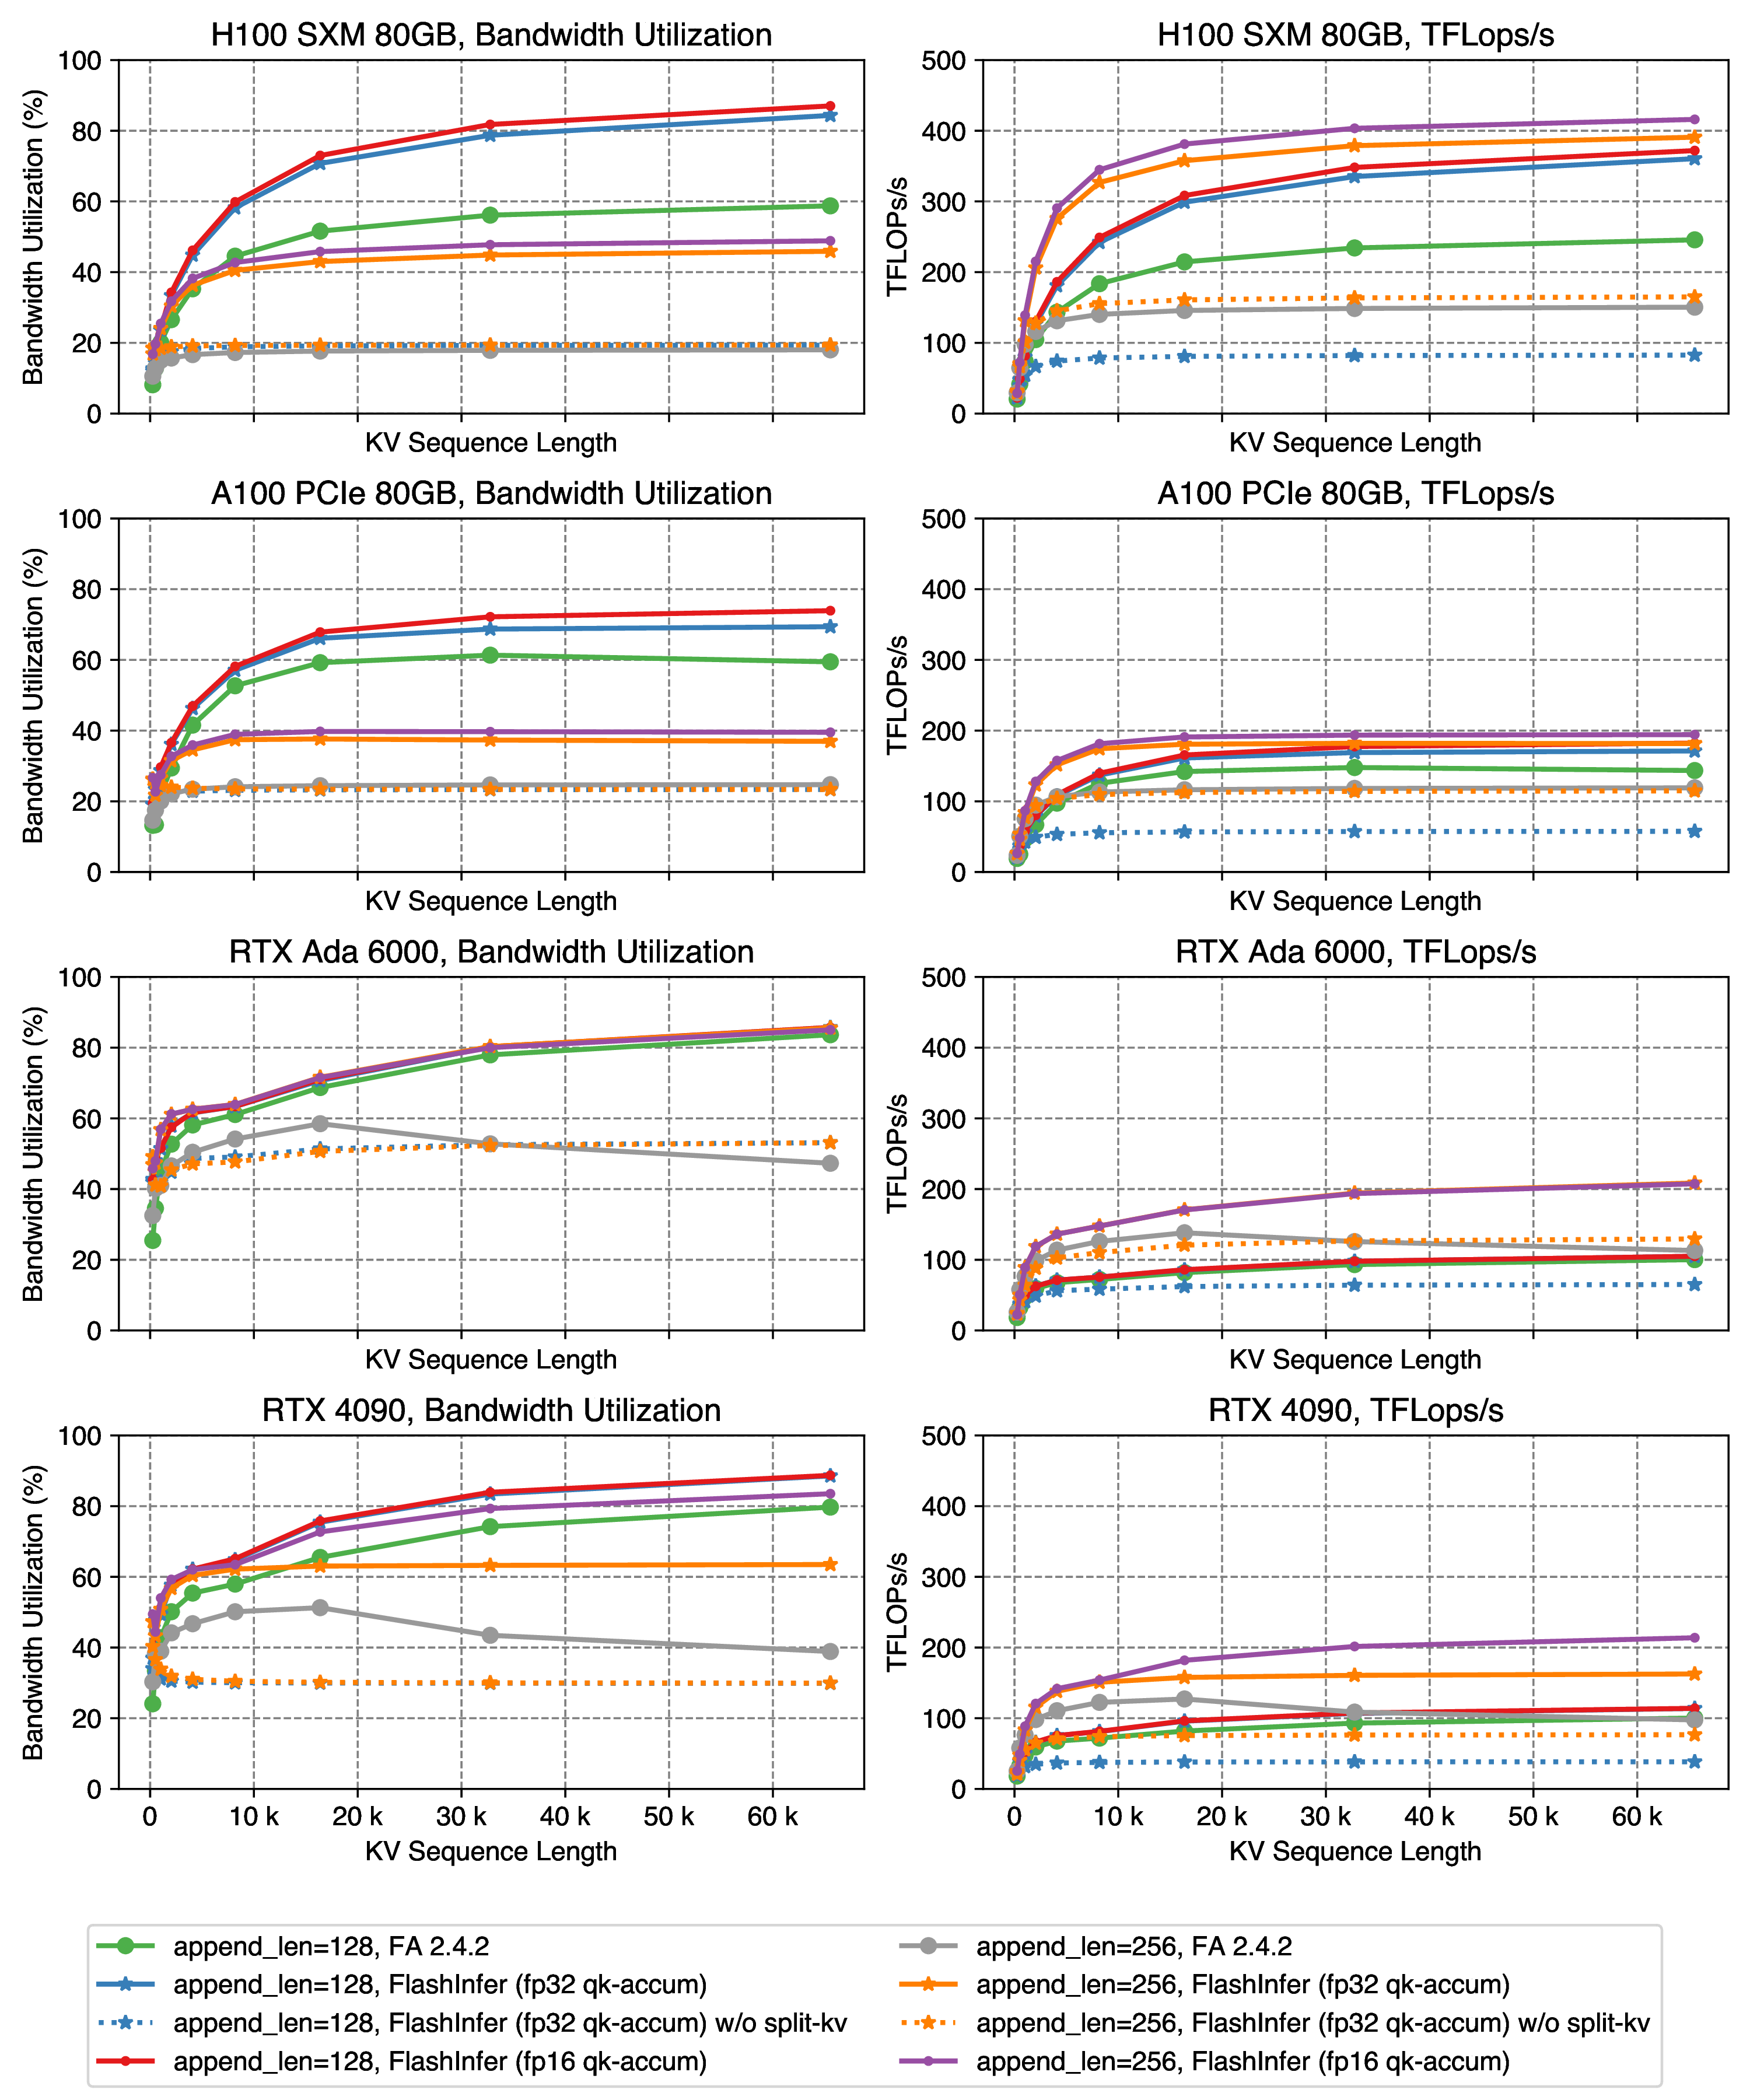 H100 SXM 80GB, Bandwidth Utilization
100
80
60
40
20
0
Bandwidth Utilization (%)
KV Sequence Length
H100 SXM 80GB, TFLops/s
500
400
300
200
100
0
TFLOPs/s
KV Sequence Length
A100 PCIe 80GB, Bandwidth Utilization
100
80
60
40
20
0
Bandwidth Utilization (%)
KV Sequence Length
A100 PCIe 80GB, TFLops/s
500
400
300
200
100
0
TFLOPs/s
KV Sequence Length
RTX Ada 6000, Bandwidth Utilization
100
80
60
40
20
0
Bandwidth Utilization (%)
KV Sequence Length
RTX Ada 6000, TFLops/s
500
400
300
200
100
0
TFLOPs/s
KV Sequence Length
RTX 4090, Bandwidth Utilization
100
80
60
40
20
0
Bandwidth Utilization (%)
0 10 k 20 k 30 k 40 k 50 k 60 k
KV Sequence Length
RTX 4090, TFLops/s
500
400
300
200
100
0
TFLOPs/s
0 10 k 20 k 30 k 40 k 50 k 60 k
KV Sequence Length
append_len=128, FA 2.4.2
append_len=128, FlashInfer (fp32 qk-accum)
append_len=128, FlashInfer (fp32 qk-accum) w/o split-kv
append_len=128, FlashInfer (fp16 qk-accum)
append_len=256, FA 2.4.2
append_len=256, FlashInfer (fp32 qk-accum)
append_len=256, FlashInfer (fp32 qk-accum) w/o split-kv
append_len=256, FlashInfer (fp16 qk-accum)